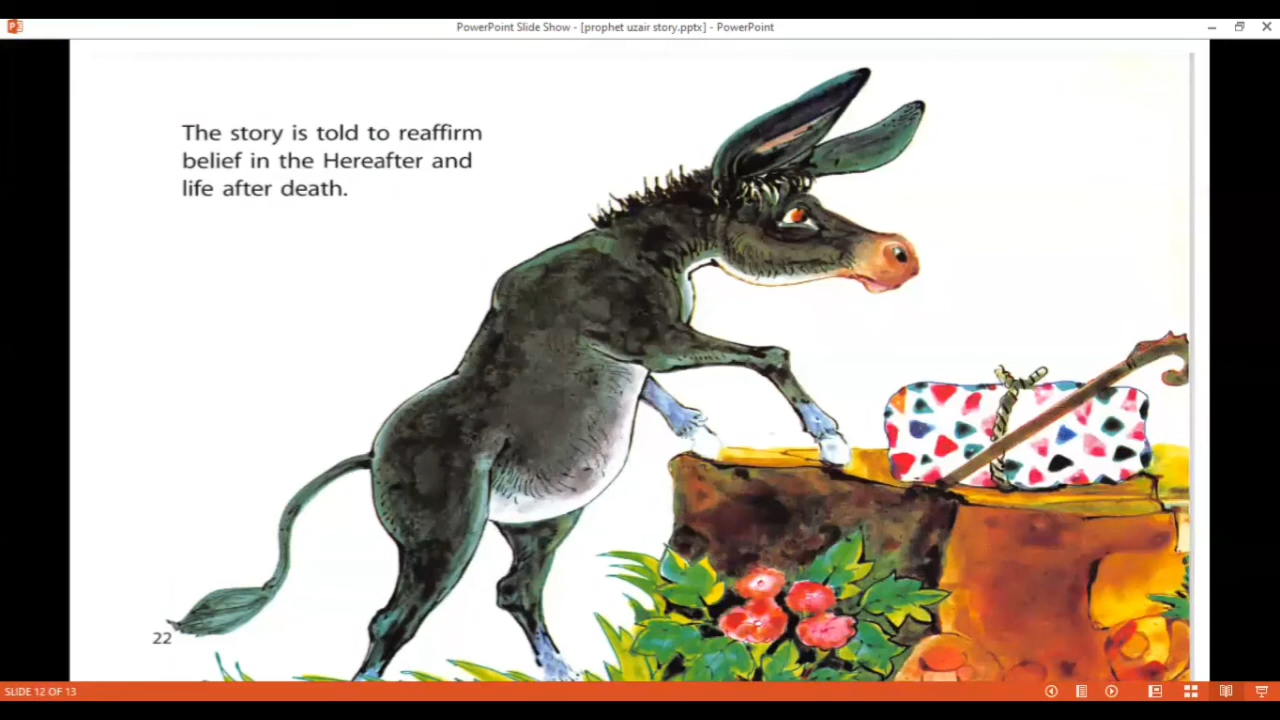 PowerPoint Slide Show - [prophet uzair story.pptx] - PowerPoint
The story is told to reaffirm
belief in the Hereafter and
life after death.
22
SLIDE 12 OF 13